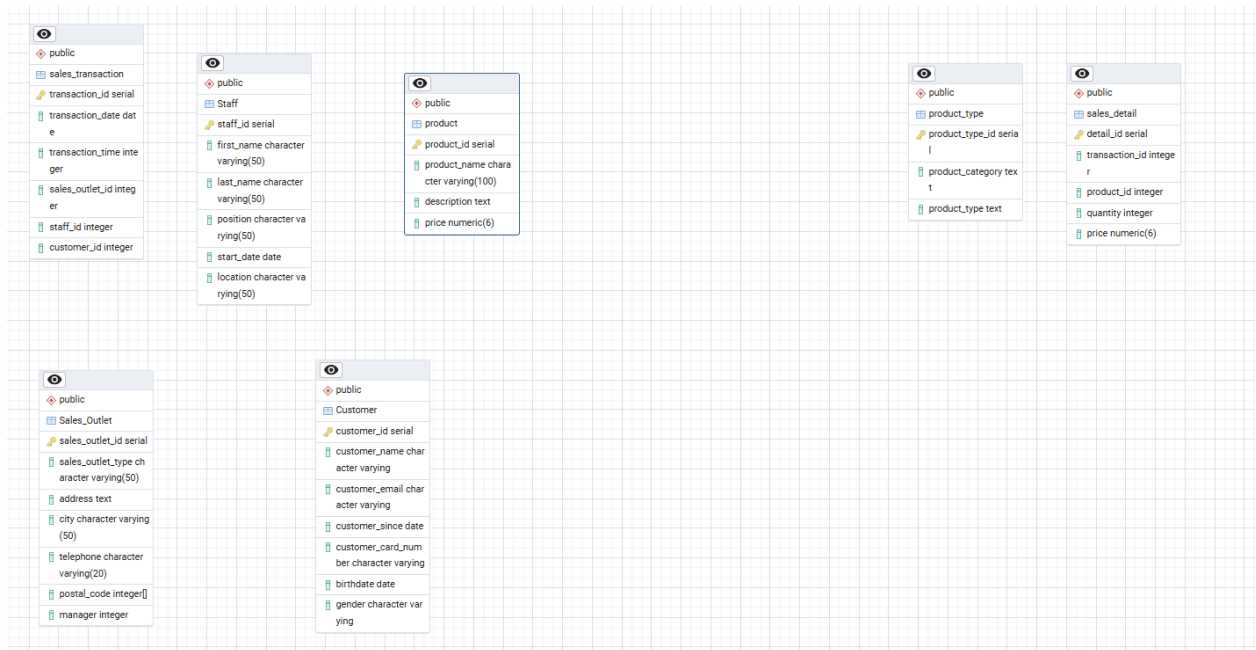 public
sales_transaction
transaction_id serial
transaction_date dat
e
transaction_time inte
ger
sales_outlet_id integ
er
staff_id integer
customer_id integer
public
Staff
staff_id serial
first_name character
varying(50)
last_name character
varying(50)
position character va
rying(50)
start_date date
location character va
rying(50)
public
product
product_id serial
product_name chara
cter varying(100)
description text
price numeric(6)
public
product_type
product_type_id seria
l
product_category tex
t
product_type text
public
sales_detail
detail_id serial
transaction_id intege
r
product_id integer
quantity integer
price numeric(6)
public
Sales_Outlet
sales_outlet_id serial
sales_outlet_type ch
aracter varying(50)
address text
city character varying
(50)
telephone character
varying(20)
postal_code integer[]
manager integer
public
Customer
customer_id serial
customer_name char
acter varying
customer_email char
acter varying
customer_since date
customer_card_num
ber character varying
birthdate date
gender character var
ying